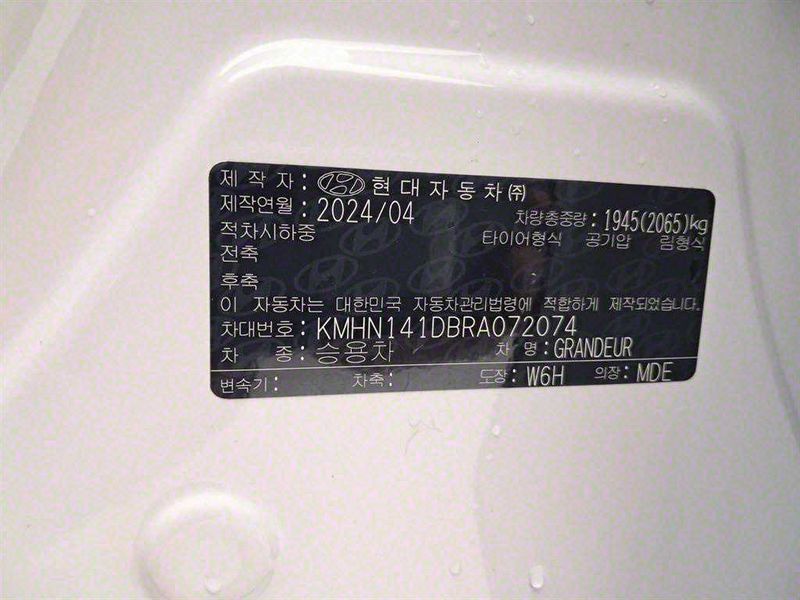 제 작 자 : 현대자동차㈜
제작연월 : 2024/04 차량총중량 : 1945(2065)kg
적차시하중 타이어형식 공기압 림형식
전축
후축
이 자동차는 대한민국 자동차관리법령에 적합하게 제작되었습니다.
차대번호 : KMHN141DBRA072074
차 종 : 승용차 차 명 : GRANDEUR
변속기 : 차축 : 도장 : W6H 의장 : MDE